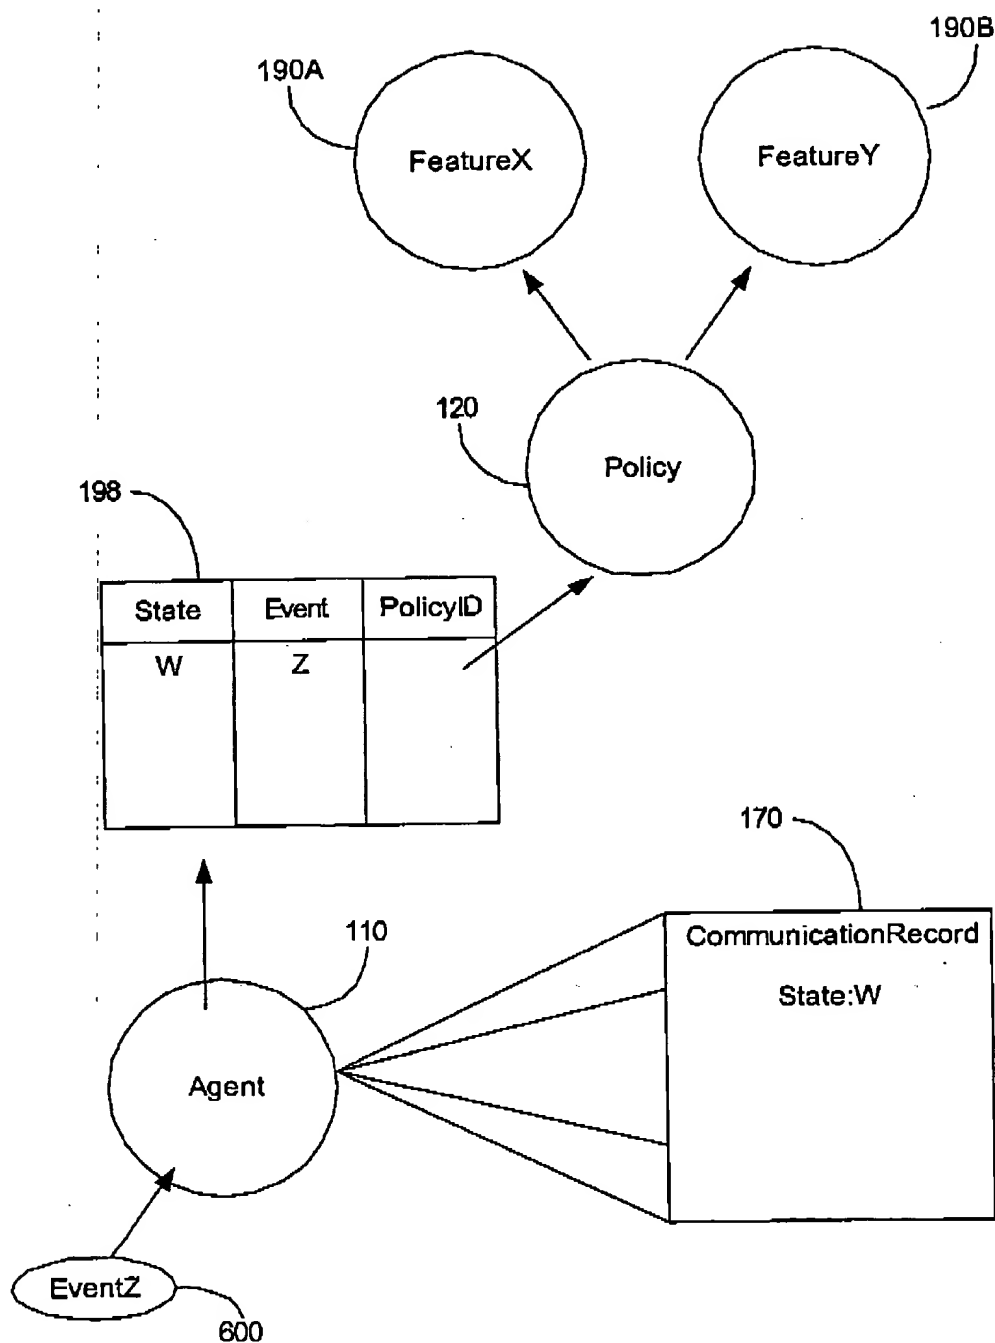 190B
190A
FeatureX
FeatureY
120
Policy
198
State Event PolicyID
W Z
170
110
CommunicationRecord
State:W
Agent
EventZ
600